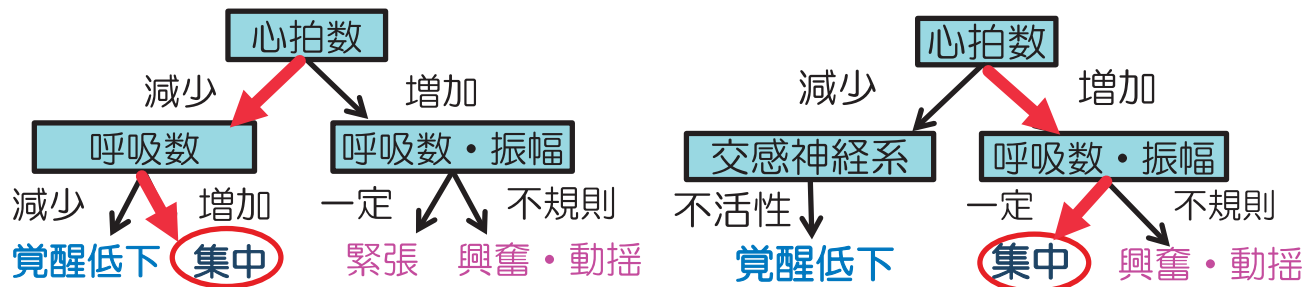 心拍数
減少
増加
呼吸数
呼吸数・振幅
減少
増加
一定
不規則
覚醒低下
集中
緊張
興奮・動揺
心拍数
減少
増加
交感神経系
呼吸数・振幅
不活性
一定
不規則
覚醒低下
集中
興奮・動揺